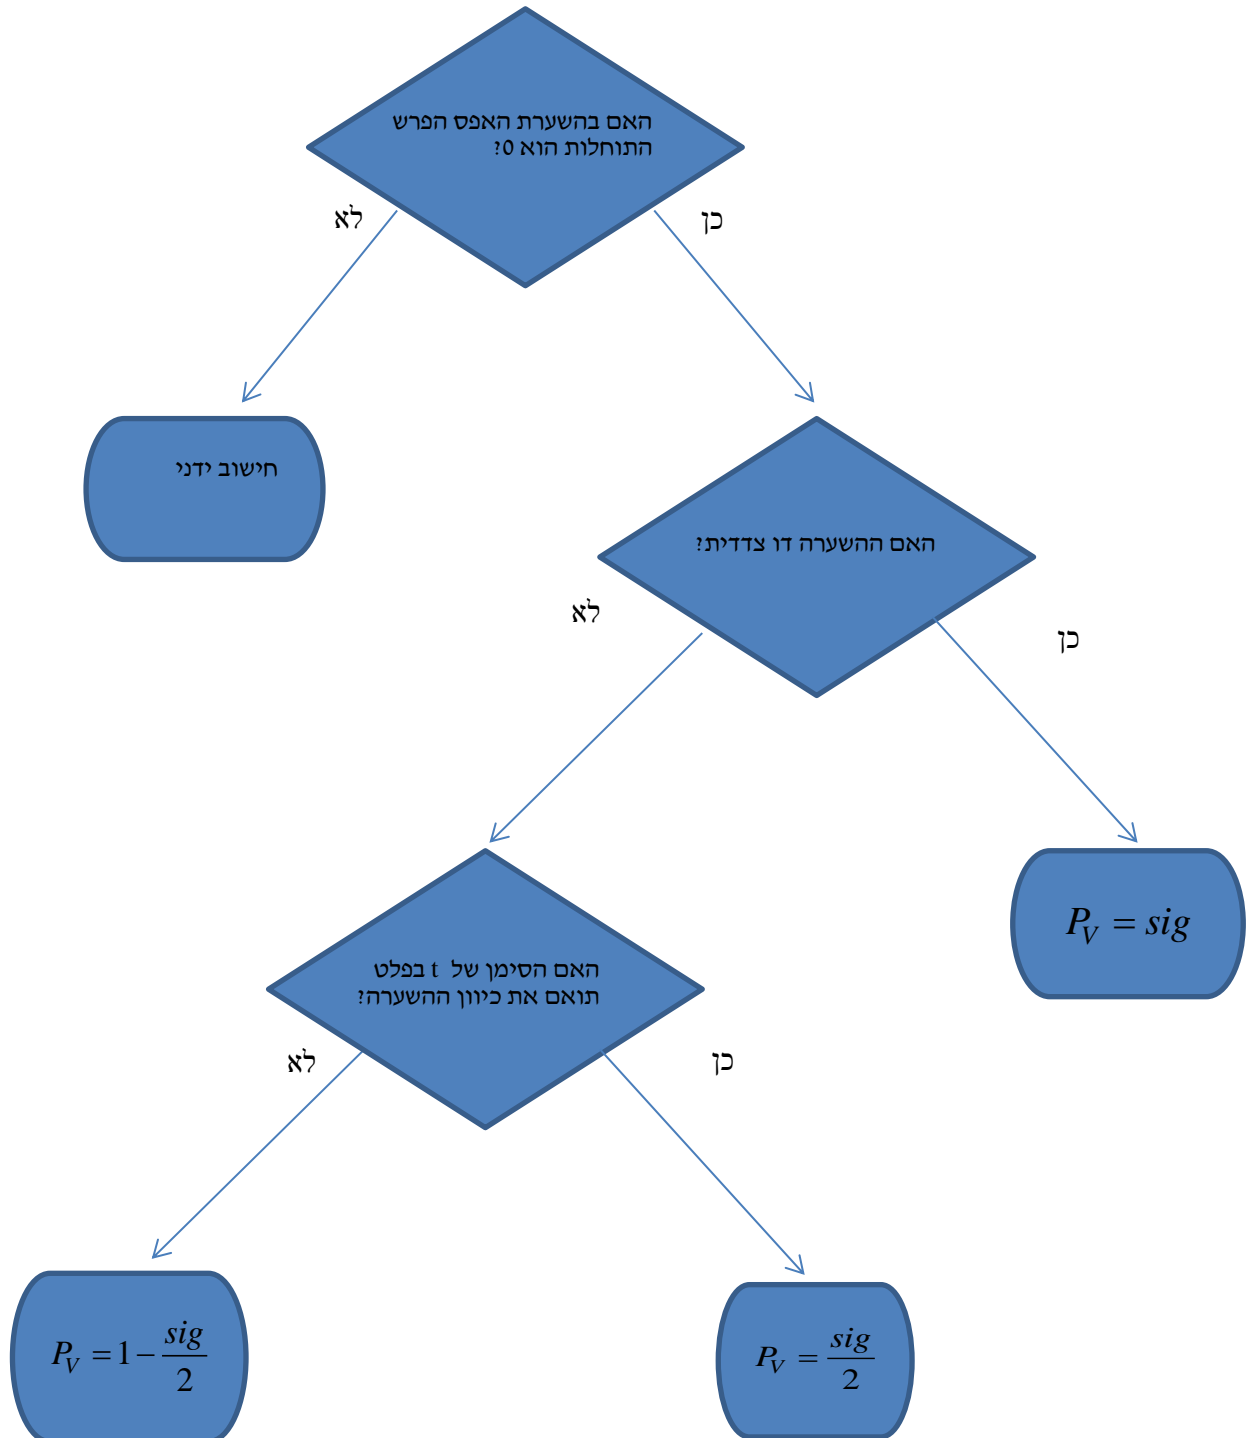 האם בהשערת האפס הפרש
התוחלות הוא 0?
כן
לא
חישוב ידני
האם ההשערה דו צדדית?
לא
כן
P_V = sig
האם הסימן של t בפלט
תואם את כיוון ההשערה?
כן
לא
P_V = 1 − sig/2
P_V = sig/2